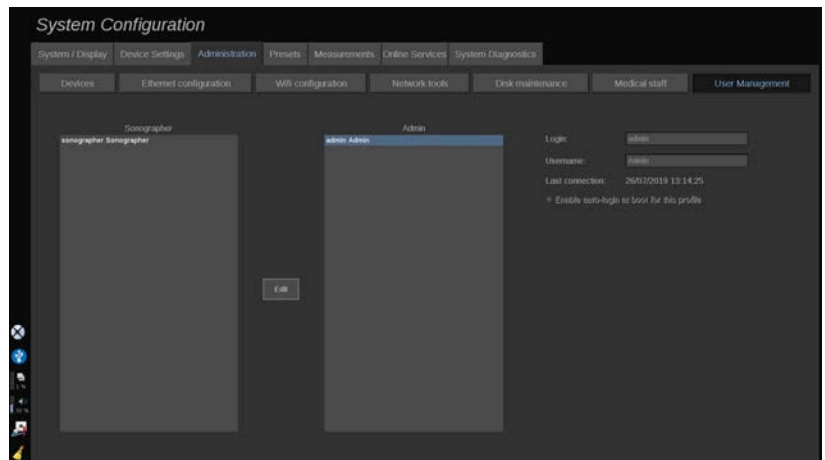 System Configuration
System / Display Device Settings Administration Presets Measurements Online Services System Diagnostics
Devices Ethernet configuration Wifi configuration Network tools Disk maintenance Medical staff User Management
Sonographer Admin
sonographer Sonographer admin Admin
Login: admin
Username: Admin
Last connection: 26/07/2019 13:14:25
Enable auto-login at boot for this profile
Edit